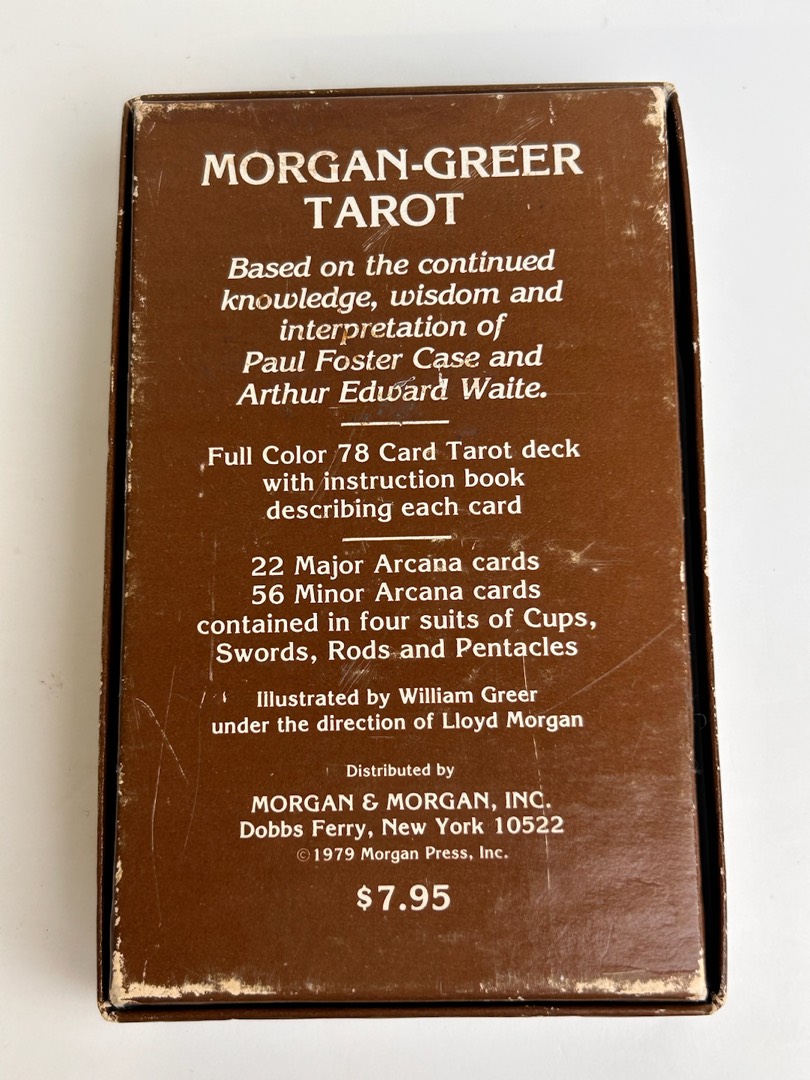 MORGAN-GREER
TAROT
Based on the continued
knowledge, wisdom and
interpretation of
Paul Foster Case and
Arthur Edward Waite.
Full Color 78 Card Tarot deck
with instruction book
describing each card
22 Major Arcana cards
56 Minor Arcana cards
contained in four suits of Cups,
Swords, Rods and Pentacles
Illustrated by William Greer
under the direction of Lloyd Morgan
Distributed by
MORGAN & MORGAN, INC.
Dobbs Ferry, New York 10522
©1979 Morgan Press, Inc.
$7.95